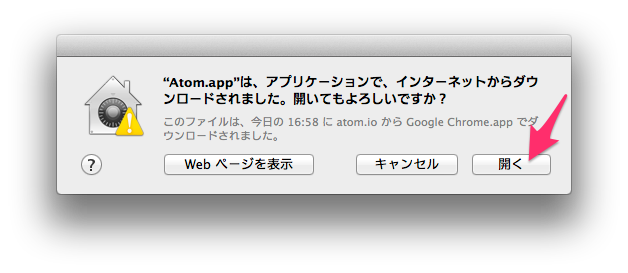 “Atom.app”は、アプリケーションで、インターネットからダウ
ンロードされました。開いてもよろしいですか？
このファイルは、今日の 16:58 に atom.io から Google Chrome.app でダ
ウンロードされました。
?
Web ページを表示
キャンセル
開く